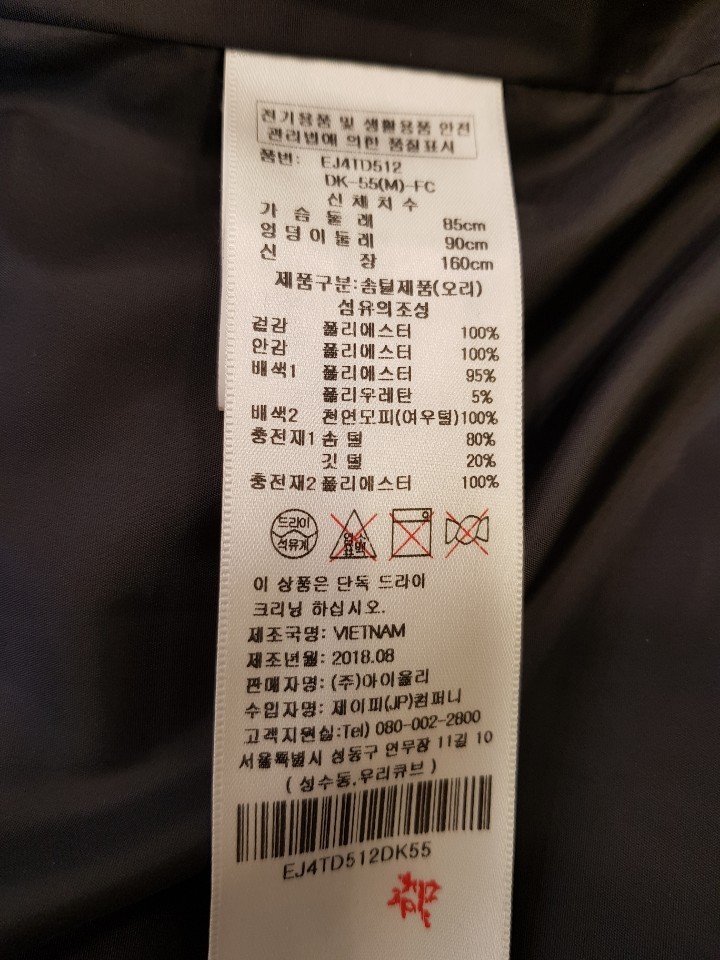 전기용품 및 생활용품 안전
관리법에 의한 품질표시
품번: EJ4TD512
DK-55(M)-FC
신체치수
가슴둘레 85cm
엉덩이둘레 90cm
신장 160cm
제품구분:솜털제품(오리)
섬유의조성
겉감 폴리에스터 100%
안감 폴리에스터 100%
배색1 폴리에스터 95%
폴리우레탄 5%
배색2 천연모피(여우털)100%
충전재1 솜털 80%
깃털 20%
충전재2 폴리에스터 100%
드라이
석유계
염소
표백
이 상품은 단독 드라이
크리닝 하십시오.
제조국명: VIETNAM
제조년월: 2018.08
판매자명: (주)아이올리
수입자명: 제이피(JP)컴퍼니
고객지원실:Tel) 080-002-2800
서울특별시 성동구 연무장 11길 10
(성수동,우리큐브)
EJ4TD512DK55